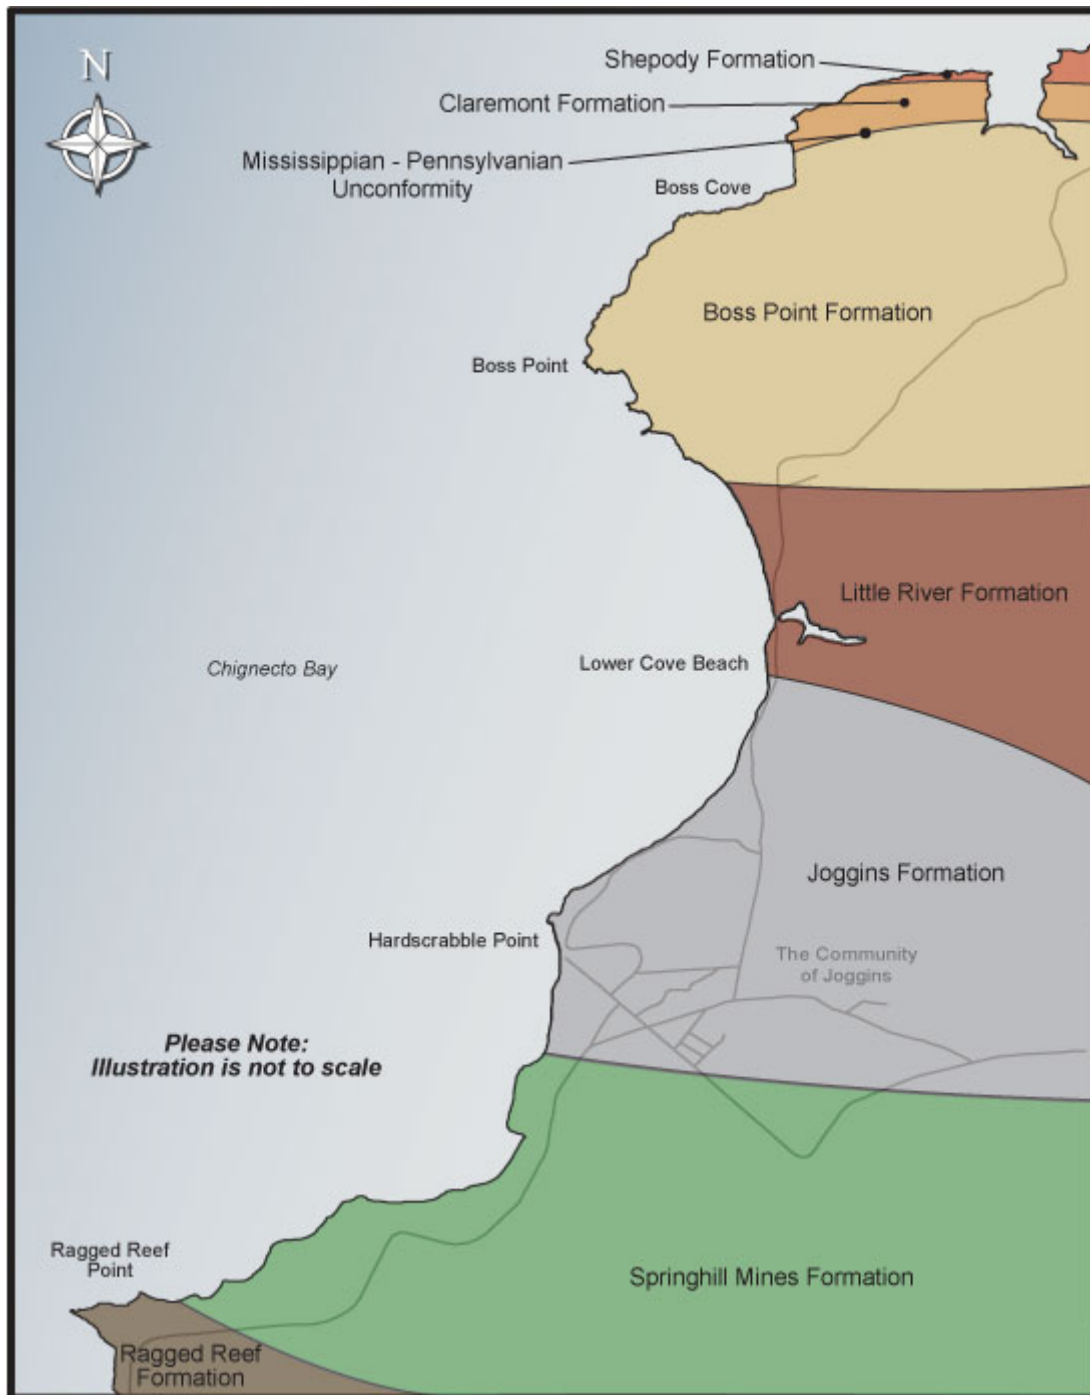 N
Shepody Formation
Claremont Formation
Mississippian - Pennsylvanian
Unconformity
Boss Cove
Boss Point Formation
Boss Point
Little River Formation
Lower Cove Beach
Chignecto Bay
Joggins Formation
Hardscrabble Point
The Community
of Joggins
Please Note:
Illustration is not to scale
Ragged Reef
Point
Springhill Mines Formation
Ragged Reef
Formation